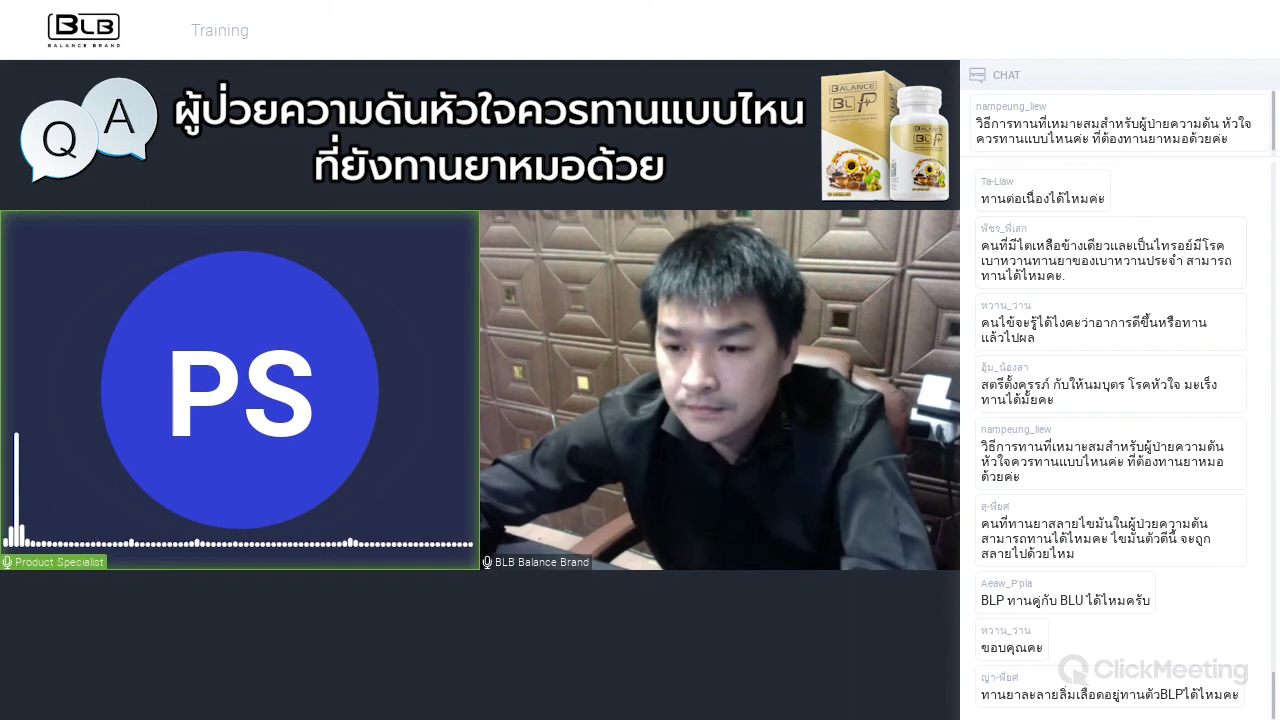 BLB
BALANCE BRAND
Training
Q A
ผู้ป่วยความดันหัวใจควรทานแบบไหน
ที่ยังทานยาหมอด้วย
BALANCE
BLP
BALANCE
BLP
PS
Product Specialist
BLB Balance Brand
CHAT
nampeung_liew
วิธีการทานที่เหมาะสมสำหรับผู้ป่ายความดัน หัวใจ
ควรทานแบบไหนค่ะ ที่ต้องทานยาหมอด้วยค่ะ
Ta-Liaw
ทานต่อเนื่องได้ไหมค่ะ
พัชร_พี่เสก
คนที่มีไตเหลือข้างเดียวและเป็นไทรอย์มีโรค
เบาหวานทานยาของเบาหวานประจำ สามารถ
ทานได้ไหมคะ.
หวาน_ว่าน
คนไข้จะรู้ได้ไงคะว่าอาการดีขึ้นหรือทาน
แล้วไปผล
อุ้ม_น้องสา
สตรีตั้งครรภ์ กับให้นมบุตร โรคหัวใจ มะเร็ง
ทานได้มั้ยคะ
nampeung_liew
วิธีการทานที่เหมาะสมสำหรับผู้ป่ายความดัน
หัวใจควรทานแบบไหนค่ะ ที่ต้องทานยาหมอ
ด้วยค่ะ
สุ-พี่ยศ
คนที่ทานยาสลายไขมันในผู้ป่วยความดัน
สามารถทานได้ไหมคะ ไขมันตัวดีนี้ จะถูก
สลายไปด้วยไหม
Aeaw_P'pla
BLP ทานคู่กับ BLU ได้ไหมครับ
หวาน_ว่าน
ขอบคุณคะ
ClickMeeting
ญา-พี่ยศ
ทานยาละลายลิ่มเลือดอยู่ทานตัวBLPได้ไหมค่ะ